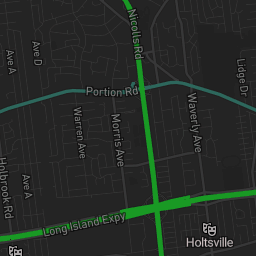 Nicolls Rd
Ave A
Ave D
Lidge Dr
Portion Rd
Warren Ave
Morris Ave
Waverly Ave
Holbrook Rd
Ave A
Long Island Expy
Holtsville